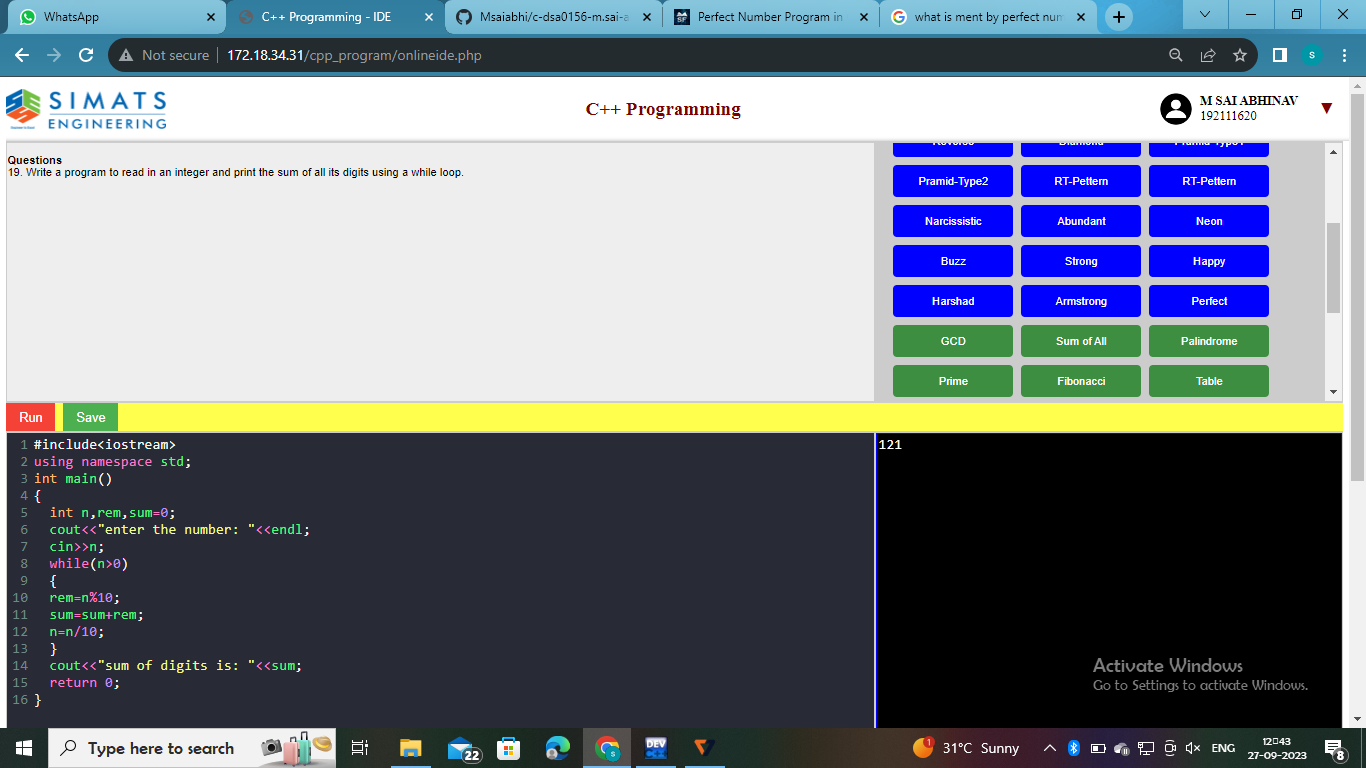 WhatsApp
C++ Programming - IDE
Msaiabhi/c-dsa0156-m.sai-a
Perfect Number Program in
what is ment by perfect num
Not secure
172.18.34.31/cpp_program/onlineide.php
S
SIMATS
ENGINEERING
C++ Programming
M SAI ABHINAV
192111620
Questions
19. Write a program to read in an integer and print the sum of all its digits using a while loop.
Reverse Diamond Pramid-Type1
Pramid-Type2 RT-Pettern RT-Pettern
Narcissistic Abundant Neon
Buzz Strong Happy
Harshad Armstrong Perfect
GCD Sum of All Palindrome
Prime Fibonacci Table
Run Save
1 #include<iostream>
2 using namespace std;
3 int main()
4 {
5 int n,rem,sum=0;
6 cout<<"enter the number: "<<endl;
7 cin>>n;
8 while(n>0)
9 {
10 rem=n%10;
11 sum=sum+rem;
12 n=n/10;
13 }
14 cout<<"sum of digits is: "<<sum;
15 return 0;
16 }
121
Activate Windows
Go to Settings to activate Windows.
Type here to search
22
DEV
1
31°C Sunny
ENG
12:43
27-09-2023
8